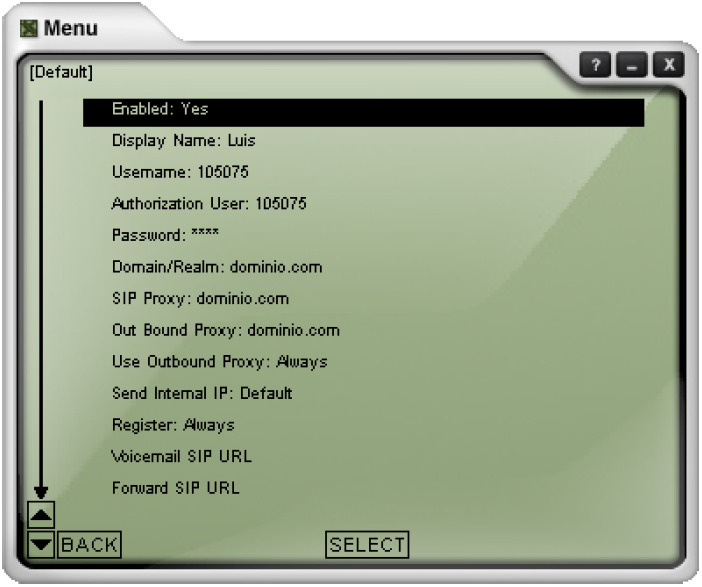 Menu
? – X
[Default]
Enabled: Yes
Display Name: Luis
Username: 105075
Authorization User: 105075
Password: ****
Domain/Realm: dominio.com
SIP Proxy: dominio.com
Out Bound Proxy: dominio.com
Use Outbound Proxy: Always
Send Internal IP: Default
Register: Always
Voicemail SIP URL
Forward SIP URL
BACK SELECT